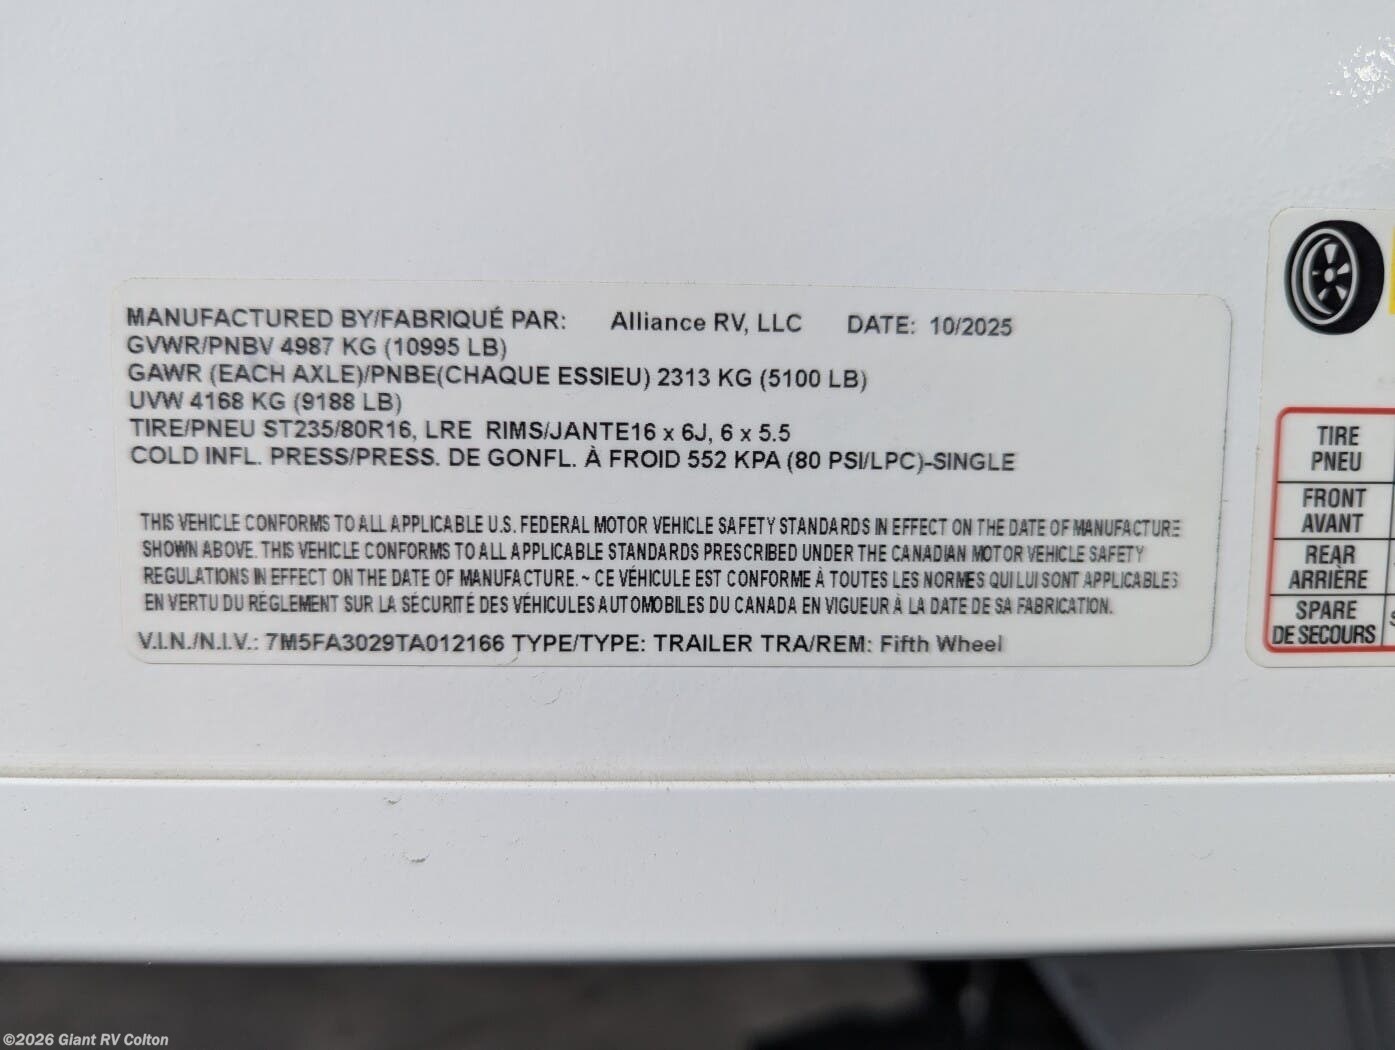 MANUFACTURED BY/FABRIQUÉ PAR: Alliance RV, LLC DATE: 10/2025
GVWR/PNBV 4987 KG (10995 LB)
GAWR (EACH AXLE)/PNBE(CHAQUE ESSIEU) 2313 KG (5100 LB)
UVW 4168 KG (9188 LB)
TIRE/PNEU ST235/80R16, LRE RIMS/JANTE16 x 6J, 6 x 5.5
COLD INFL. PRESS/PRESS. DE GONFL. À FROID 552 KPA (80 PSI/LPC)-SINGLE
THIS VEHICLE CONFORMS TO ALL APPLICABLE U.S. FEDERAL MOTOR VEHICLE SAFETY STANDARDS IN EFFECT ON THE DATE OF MANUFACTURE
SHOWN ABOVE. THIS VEHICLE CONFORMS TO ALL APPLICABLE STANDARDS PRESCRIBED UNDER THE CANADIAN MOTOR VEHICLE SAFETY
REGULATIONS IN EFFECT ON THE DATE OF MANUFACTURE. ~ CE VÉHICULE EST CONFORME À TOUTES LES NORMES QUI LUI SONT APPLICABLES
EN VERTU DU RÉGLEMENT SUR LA SÉCURITÉ DES VÉHICULES AUTOMOBILES DU CANADA EN VIGUEUR À LA DATE DE SA FABRICATION.
V.I.N./N.I.V.: 7M5FA3029TA012166 TYPE/TYPE: TRAILER TRA/REM: Fifth Wheel
TIRE
PNEU
FRONT
AVANT
REAR
ARRIÈRE
SPARE
DE SECOURS
©2026 Giant RV Colton